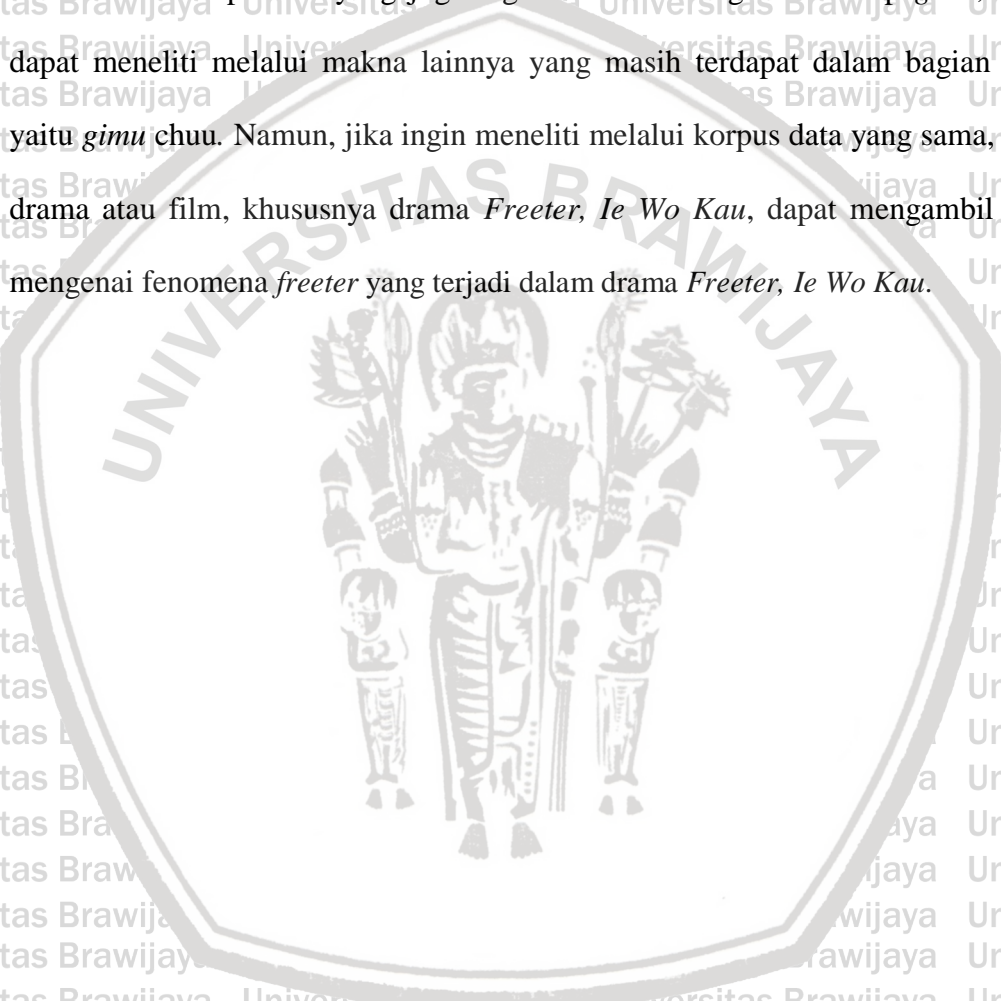 dapat meneliti melalui makna lainnya yang masih terdapat dalam bagian
yaitu gimu chuu. Namun, jika ingin meneliti melalui korpus data yang sama,
drama atau film, khususnya drama Freeter, Ie Wo Kau, dapat mengambil
mengenai fenomena freeter yang terjadi dalam drama Freeter, Ie Wo Kau.
UNIVERSITAS BRAWIJAYA